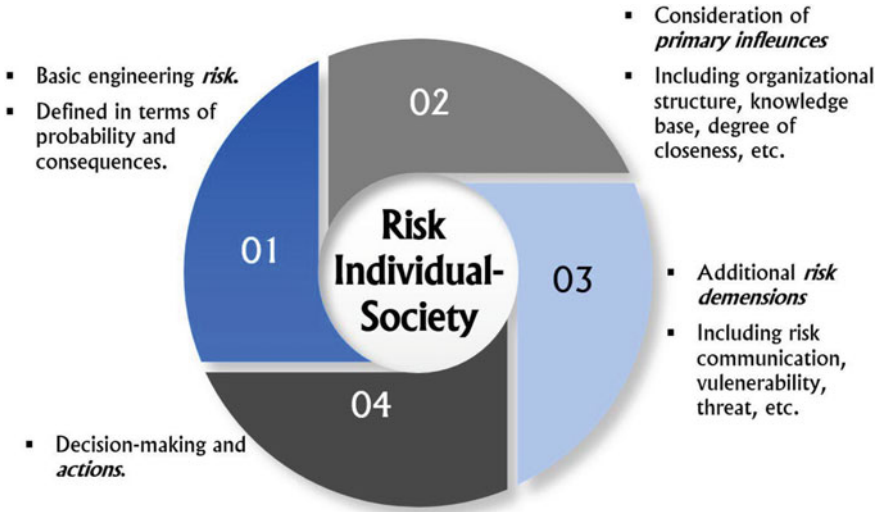 ▪ Basic engineering risk.
▪ Defined in terms of
probability and
consequences.
01
02
▪ Consideration of
primary infleunces
▪ Including organizational
structure, knowledge
base, degree of
closeness, etc.
Risk
Individual-
Society
03
▪ Additional risk
demensions
▪ Including risk
communication,
vulenerability,
threat, etc.
04
▪ Decision-making and
actions.